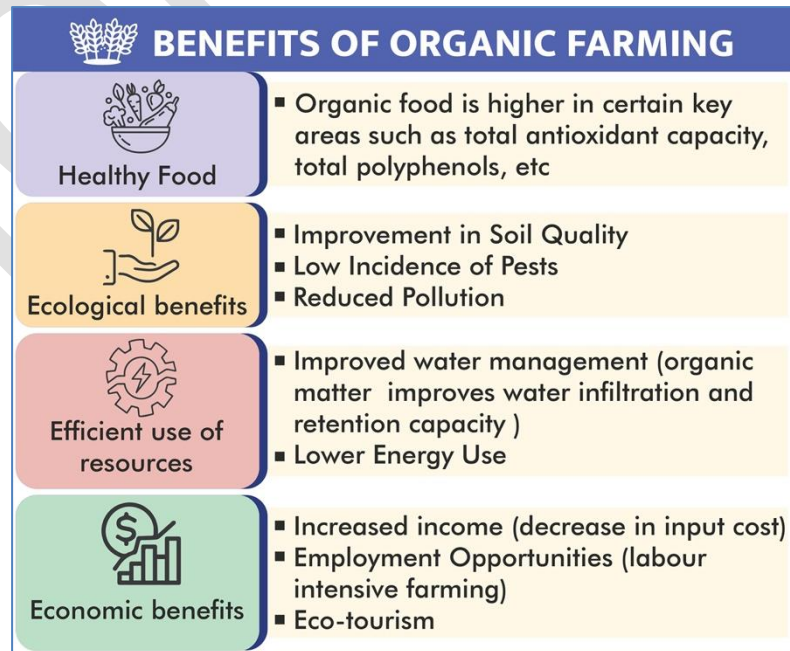 BENEFITS OF ORGANIC FARMING
Healthy Food
▪ Organic food is higher in certain key
areas such as total antioxidant capacity,
total polyphenols, etc
Ecological benefits
▪ Improvement in Soil Quality
▪ Low Incidence of Pests
▪ Reduced Pollution
Efficient use of
resources
▪ Improved water management (organic
matter improves water infiltration and
retention capacity )
▪ Lower Energy Use
Economic benefits
▪ Increased income (decrease in input cost)
▪ Employment Opportunities (labour
intensive farming)
▪ Eco-tourism